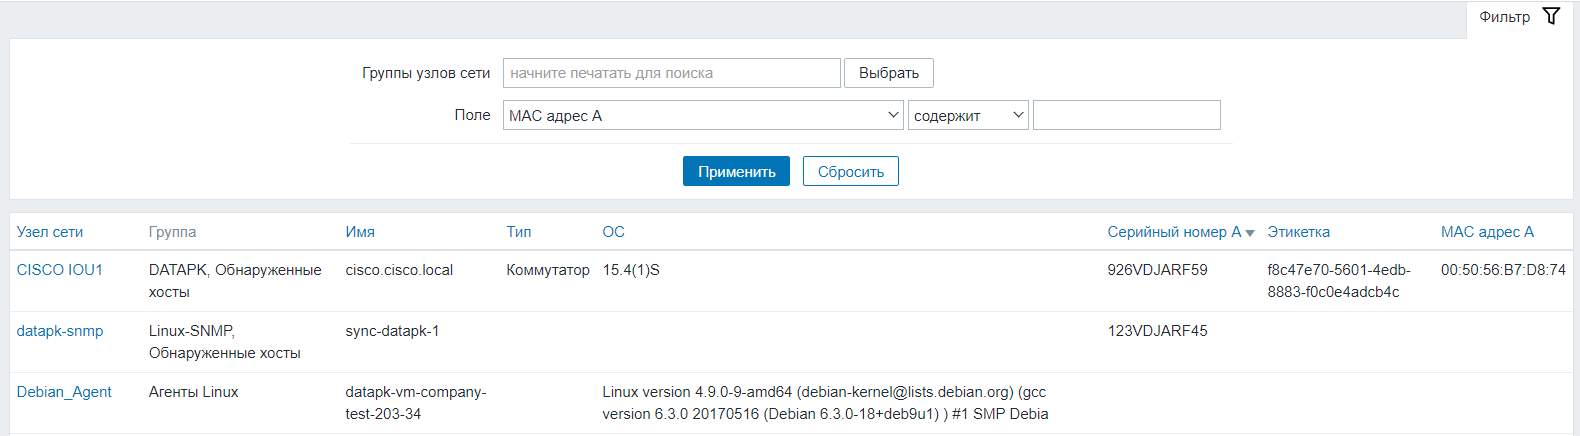 Фильтр
Группы узлов сети начните печатать для поиска Выбрать
Поле MAC адрес A содержит
Применить Сбросить
Узел сети Группа Имя Тип ОС Серийный номер A Этикетка MAC адрес A
CISCO IOU1 DATAPK, Обнаруженные cisco.cisco.local Коммутатор 15.4(1)S 926VDJARF59 f8c47e70-5601-4edb- 00:50:56:B7:D8:74
хосты 8883-f0c0e4adcb4c
datapk-snmp Linux-SNMP, sync-datapk-1 123VDJARF45
Обнаруженные хосты
Debian_Agent Агенты Linux datapk-vm-company- Linux version 4.9.0-9-amd64 (debian-kernel@lists.debian.org) (gcc
test-203-34 version 6.3.0 20170516 (Debian 6.3.0-18+deb9u1) ) #1 SMP Debia